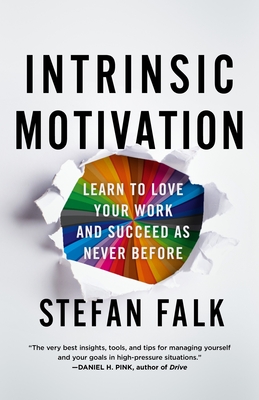 INTRINSIC
MOTIVATION
LEARN TO LOVE
YOUR WORK
AND SUCCEED AS
NEVER BEFORE
STEFAN FALK
“The very best insights, tools, and tips for managing yourself
and your goals in high-pressure situations.”
—DANIEL H. PINK, author of Drive